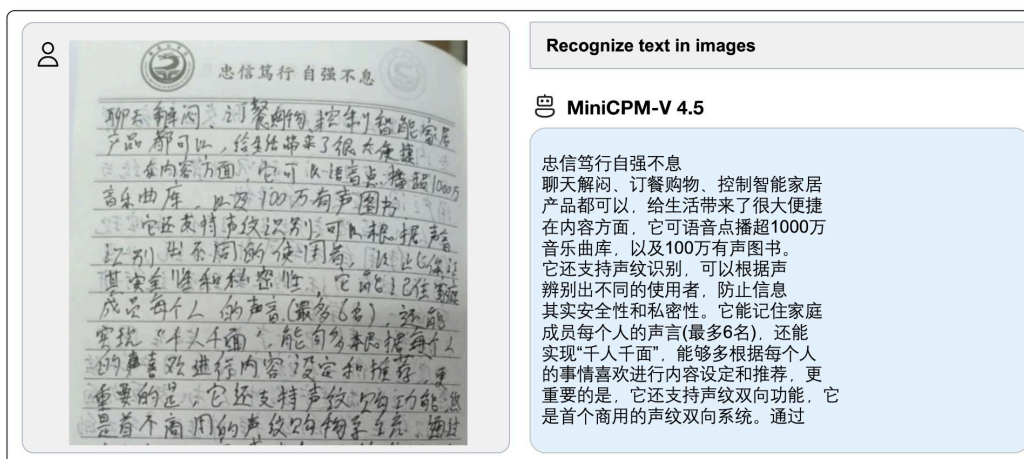 忠信笃行 自强不息
聊天解闷、订餐购物、控制智能家居
产品都可以，给生活带来了很大便捷
在内容方面，它可以语音点播超1000万
音乐曲库，以及100万有声图书
它还支持声纹识别，可以根据声音
识别出不同的使用者，以此保证
其安全性和私密性，它能记住家庭
成员每个人的声音(最多6名)，还能
实现“千人千面”，能够多根据每个人
的喜欢进行内容设定和推荐，更
重要的是，它还支持声纹功能
是首个商用的声纹系统。通过
Recognize text in images
MiniCPM-V 4.5
忠信笃行自强不息
聊天解闷、订餐购物、控制智能家居
产品都可以，给生活带来了很大便捷
在内容方面，它可语音点播超1000万
音乐曲库，以及100万有声图书。
它还支持声纹识别，可以根据声
辨别出不同的使用者，防止信息
其实安全性和私密性。它能记住家庭
成员每个人的声言(最多6名)，还能
实现“千人千面”，能够多根据每个人
的事情喜欢进行内容设定和推荐，更
重要的是，它还支持声纹双向功能，它
是首个商用的声纹双向系统。通过